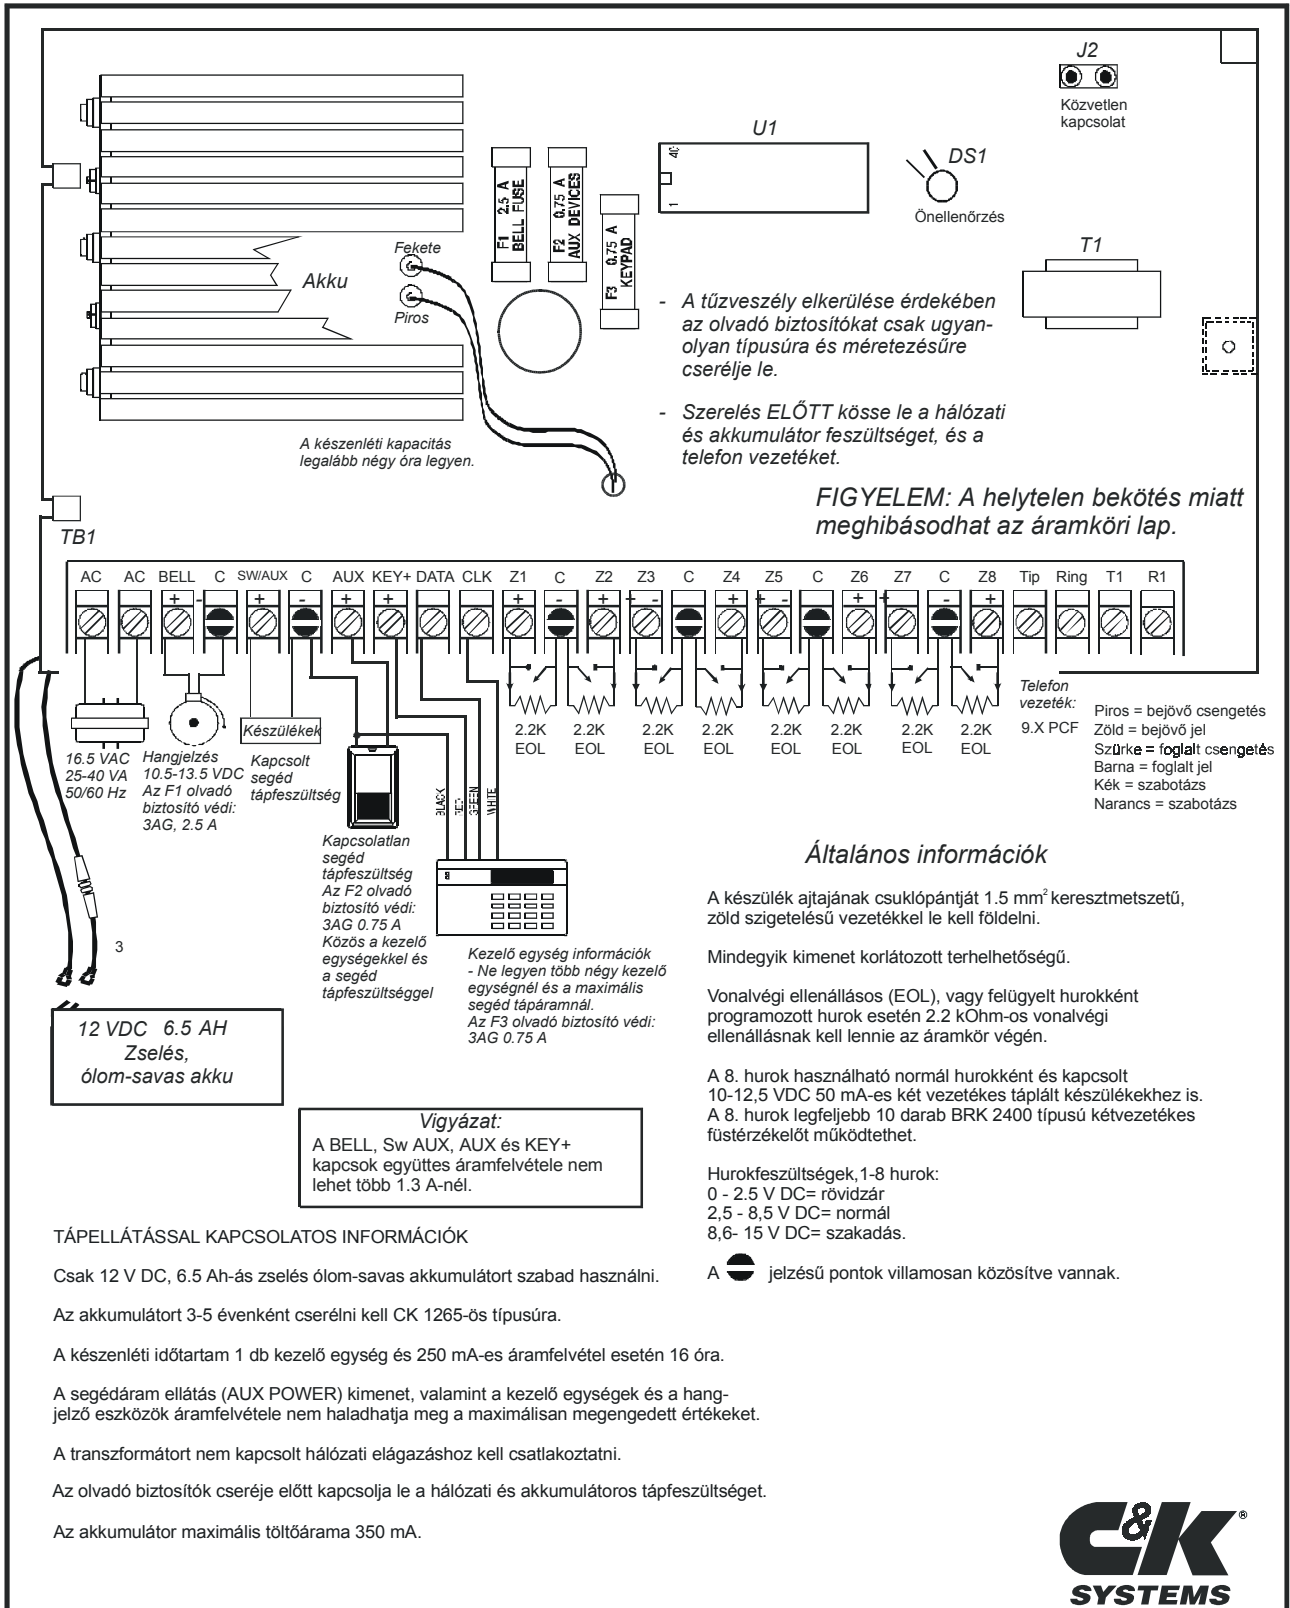 J2
Közvetlen
kapcsolat
U1
40
1
DS1
Önellenőrzés
F1 2.5 A
BELL FUSE
F2 0.75 A
AUX DEVICES
F3 0.75 A
KEYPAD
T1
Fekete
Akku
Piros
- A tűzveszély elkerülése érdekében
az olvadó biztosítókat csak ugyan-
olyan típusúra és méretezésűre
cserélje le.
- Szerelés ELŐTT kösse le a hálózati
és akkumulátor feszültséget, és a
telefon vezetéket.
A készenléti kapacitás
legalább négy óra legyen.
FIGYELEM: A helytelen bekötés miatt
meghibásodhat az áramköri lap.
TB1
AC AC BELL C SW/AUX C AUX KEY+ DATA CLK Z1 C Z2 Z3 C Z4 Z5 C Z6 Z7 C Z8 Tip Ring T1 R1
+ - + - + + + - + + - + + - + + - +
2.2K 2.2K 2.2K 2.2K 2.2K 2.2K 2.2K 2.2K
EOL EOL EOL EOL EOL EOL EOL EOL
16.5 VAC
25-40 VA
50/60 Hz
Hangjelzés
10.5-13.5 VDC
Az F1 olvadó
biztosító védi:
3AG, 2.5 A
Készülékek
Kapcsolt
segéd
tápfeszültség
Kapcsolatlan
segéd
tápfeszültség
Az F2 olvadó
biztosító védi:
3AG 0.75 A
Közös a kezelő
egységekkel és
a segéd
tápfeszültséggel
BLACK
RED
GREEN
WHITE
Kezelő egység információk
- Ne legyen több négy kezelő
egységnél és a maximális
segéd tápáramnál.
Az F3 olvadó biztosító védi:
3AG 0.75 A
Telefon
vezeték:
9.X PCF
Piros = bejövő csengetés
Zöld = bejövő jel
Szürke = foglalt csengetés
Barna = foglalt jel
Kék = szabotázs
Narancs = szabotázs
3
12 VDC 6.5 AH
Zselés,
ólom-savas akku
Vigyázat:
A BELL, Sw AUX, AUX és KEY+
kapcsok együttes áramfelvétele nem
lehet több 1.3 A-nél.
Általános információk
A készülék ajtajának csuklópántját 1.5 mm² keresztmetszetű,
zöld szigetelésű vezetékkel le kell földelni.
Mindegyik kimenet korlátozott terhelhetőségű.
Vonalvégi ellenállásos (EOL), vagy felügyelt hurokként
programozott hurok esetén 2.2 kOhm-os vonalvégi
ellenállásnak kell lennie az áramkör végén.
A 8. hurok használható normál hurokként és kapcsolt
10-12,5 VDC 50 mA-es két vezetékes táplált készülékekhez is.
A 8. hurok legfeljebb 10 darab BRK 2400 típusú kétvezetékes
füstérzékelőt működtethet.
Hurokfeszültségek,1-8 hurok:
0 - 2.5 V DC= rövidzár
2,5 - 8,5 V DC= normál
8,6- 15 V DC= szakadás.
A jelzésű pontok villamosan közösítve vannak.
TÁPELLÁTÁSSAL KAPCSOLATOS INFORMÁCIÓK
Csak 12 V DC, 6.5 Ah-ás zselés ólom-savas akkumulátort szabad használni.
Az akkumulátort 3-5 évenként cserélni kell CK 1265-ös típusúra.
A készenléti időtartam 1 db kezelő egység és 250 mA-es áramfelvétel esetén 16 óra.
A segédáram ellátás (AUX POWER) kimenet, valamint a kezelő egységek és a hang-
jelző eszközök áramfelvétele nem haladhatja meg a maximálisan megengedett értékeket.
A transzformátort nem kapcsolt hálózati elágazáshoz kell csatlakoztatni.
Az olvadó biztosítók cseréje előtt kapcsolja le a hálózati és akkumulátoros tápfeszültséget.
Az akkumulátor maximális töltőárama 350 mA.
C&K®
SYSTEMS